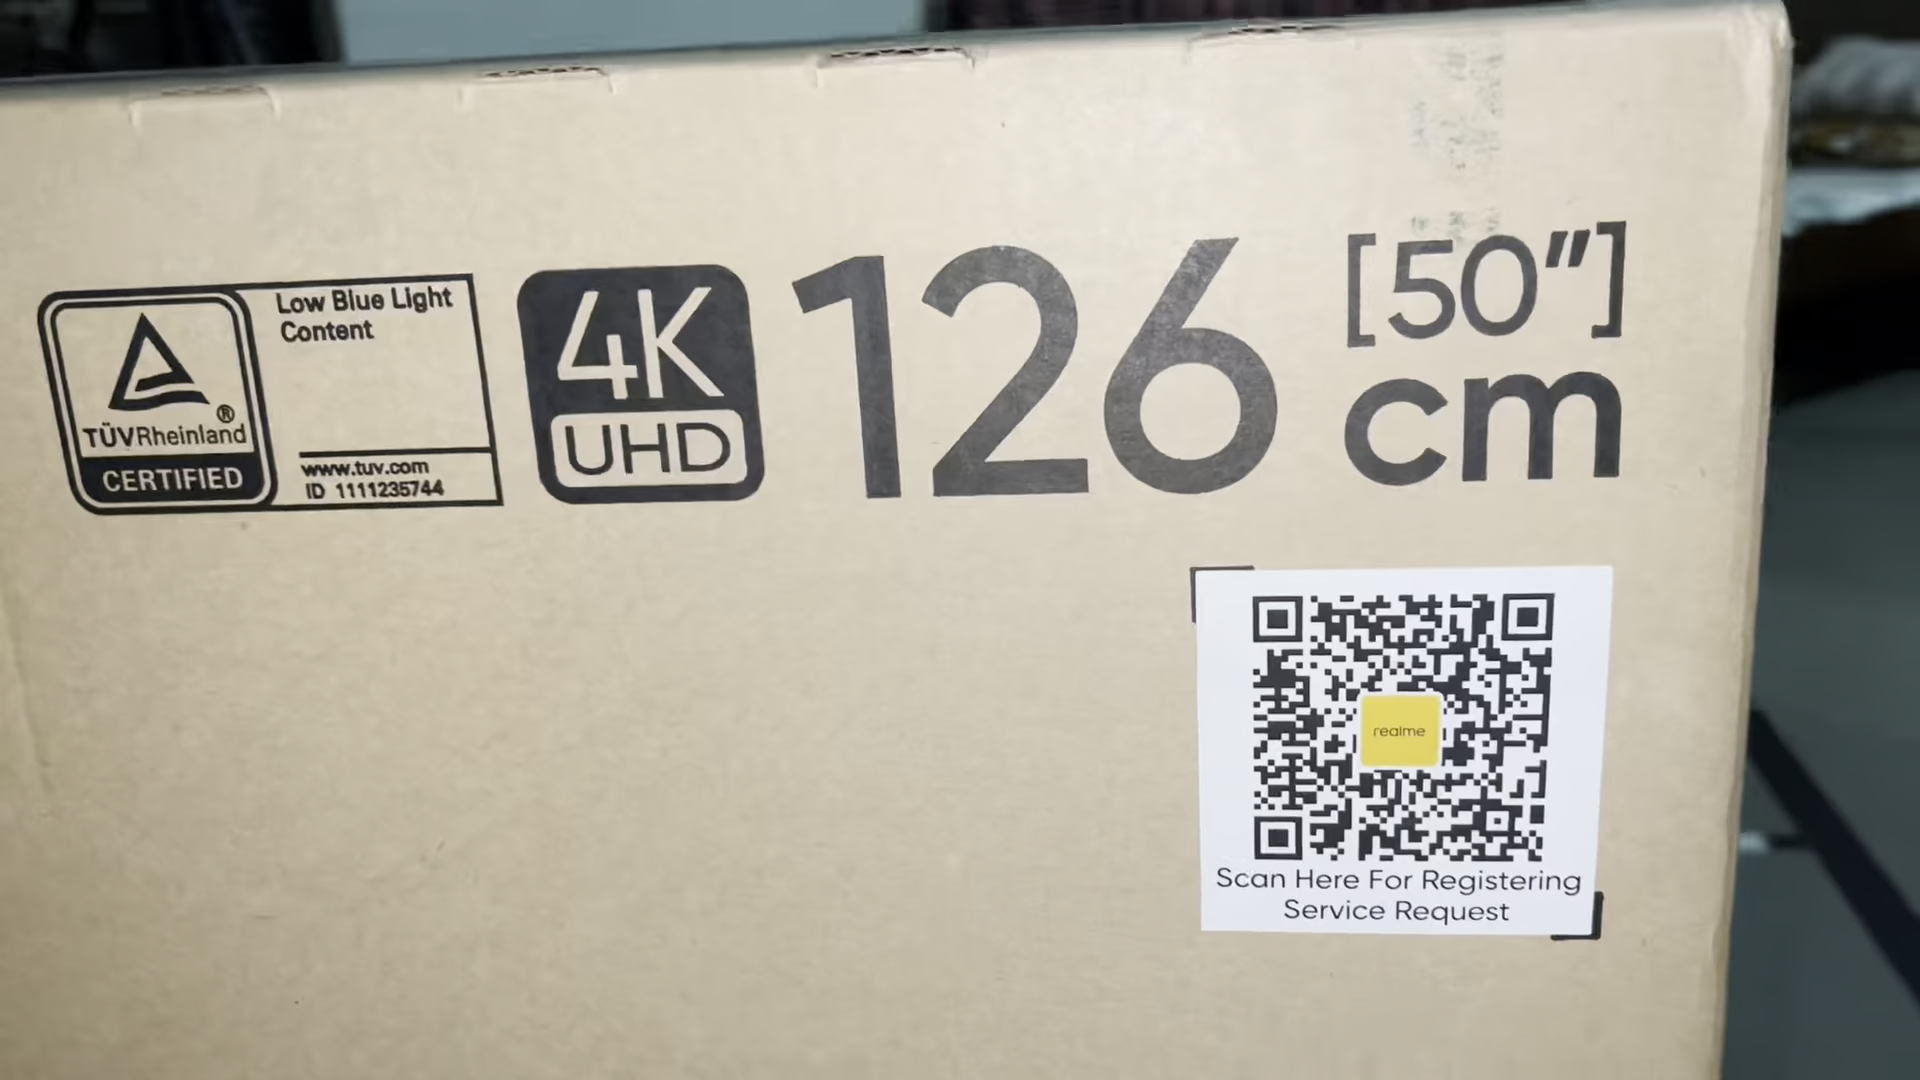 Low Blue Light
Content
®
TÜVRheinland
CERTIFIED
www.tuv.com
ID 1111235744
4K
UHD
126
[50″]
cm
realme
Scan Here For Registering
Service Request